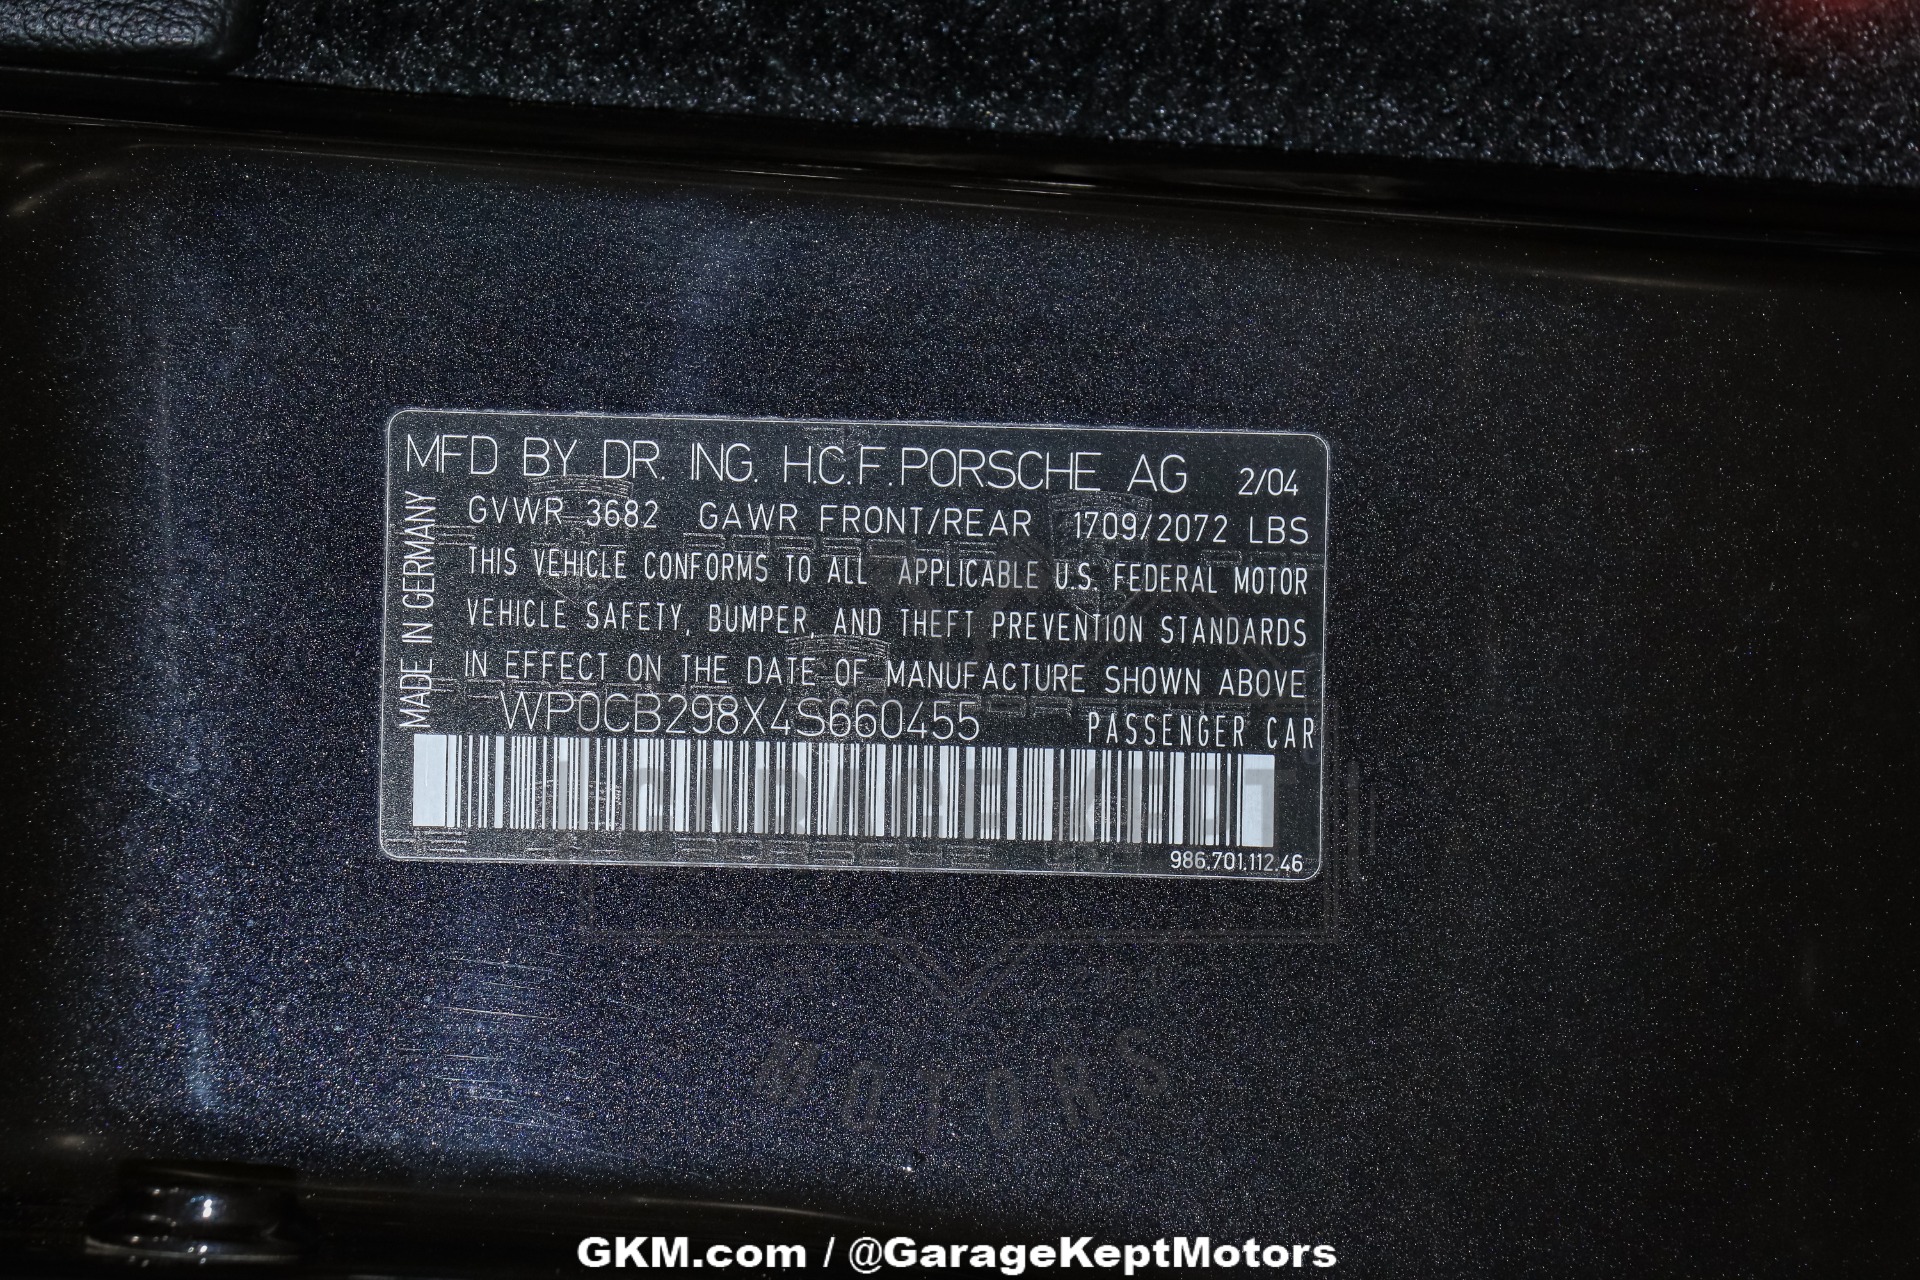 MFD BY DR. ING. H.C.F.PORSCHE AG 2/04
GVWR 3682 GAWR FRONT/REAR 1709/2072 LBS
THIS VEHICLE CONFORMS TO ALL APPLICABLE U.S. FEDERAL MOTOR
VEHICLE SAFETY, BUMPER, AND THEFT PREVENTION STANDARDS
IN EFFECT ON THE DATE OF MANUFACTURE SHOWN ABOVE
WP0CB298X4S660455 PASSENGER CAR
MADE IN GERMANY
986.701.112.46
GARAGE KEPT
MOTORS
GKM.com / @GarageKeptMotors